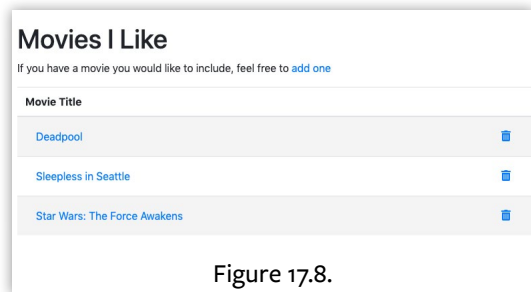 Movies I Like
If you have a movie you would like to include, feel free to add one
Movie Title
Deadpool
Sleepless in Seattle
Star Wars: The Force Awakens
Figure 17.8.